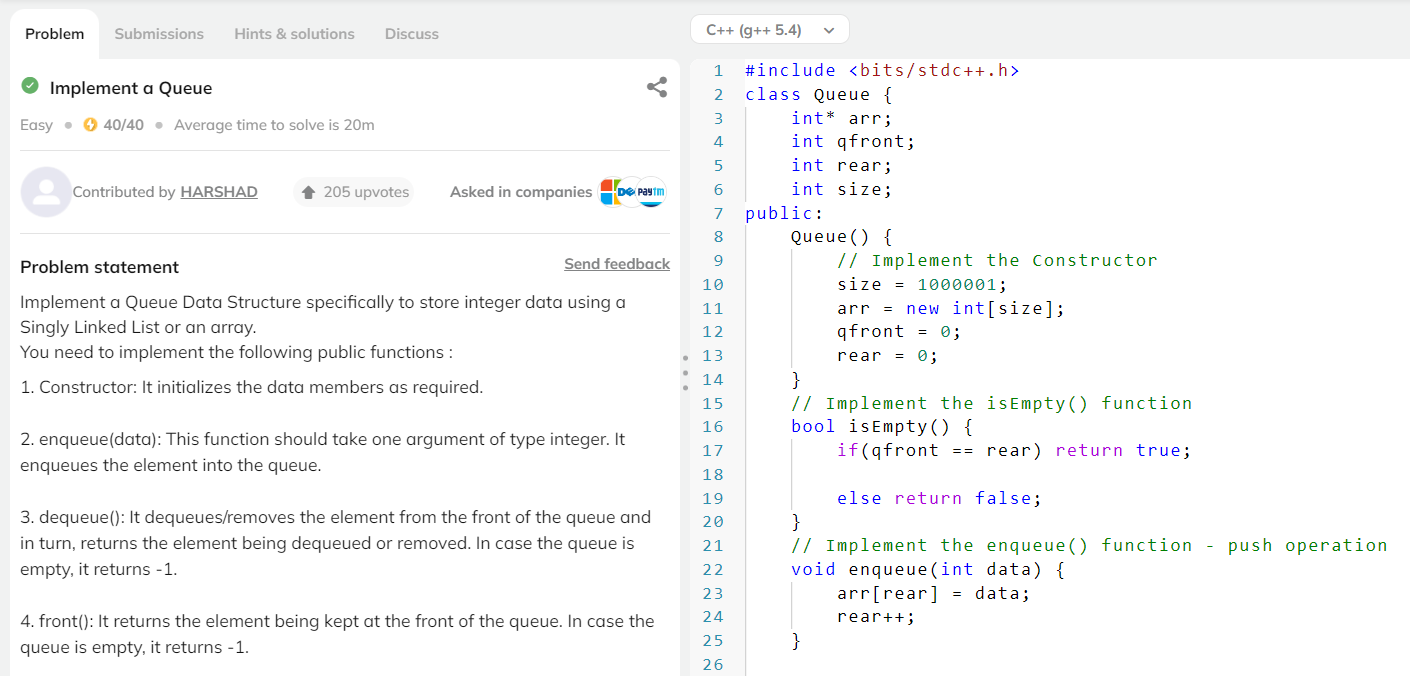 Problem Submissions Hints & solutions Discuss
Implement a Queue
Easy 40/40 Average time to solve is 20m
Contributed by HARSHAD 205 upvotes Asked in companies Paytm
Problem statement Send feedback
Implement a Queue Data Structure specifically to store integer data using a
Singly Linked List or an array.
You need to implement the following public functions :
1. Constructor: It initializes the data members as required.
2. enqueue(data): This function should take one argument of type integer. It
enqueues the element into the queue.
3. dequeue(): It dequeues/removes the element from the front of the queue and
in turn, returns the element being dequeued or removed. In case the queue is
empty, it returns -1.
4. front(): It returns the element being kept at the front of the queue. In case the
queue is empty, it returns -1.
C++ (g++ 5.4)
1 #include <bits/stdc++.h>
2 class Queue {
3 int* arr;
4 int qfront;
5 int rear;
6 int size;
7 public:
8 Queue() {
9 // Implement the Constructor
10 size = 1000001;
11 arr = new int[size];
12 qfront = 0;
13 rear = 0;
14 }
15 // Implement the isEmpty() function
16 bool isEmpty() {
17 if(qfront == rear) return true;
18
19 else return false;
20 }
21 // Implement the enqueue() function - push operation
22 void enqueue(int data) {
23 arr[rear] = data;
24 rear++;
25 }
26